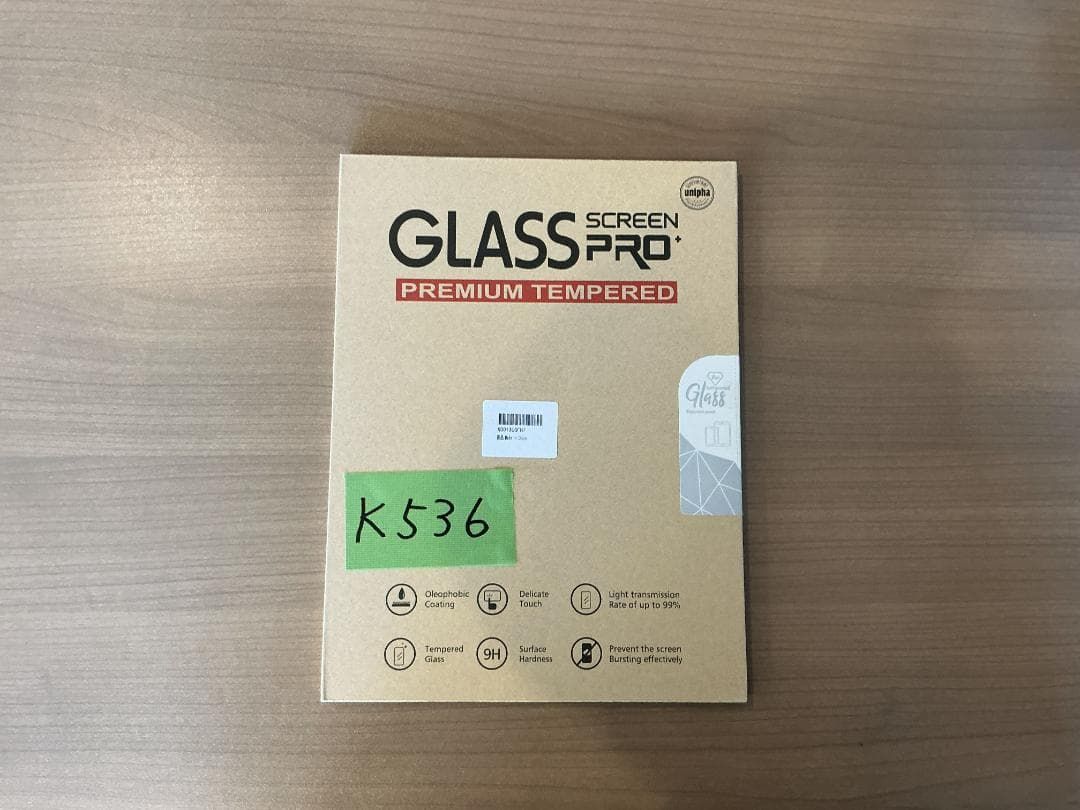 unipha
GLASS SCREEN PRO+
PREMIUM TEMPERED
Glass
K536
Oleophobic
Coating
Delicate
Touch
Light transmission
Rate of up to 99%
Tempered
Glass
9H
Surface
Hardness
Prevent the screen
Bursting effectively